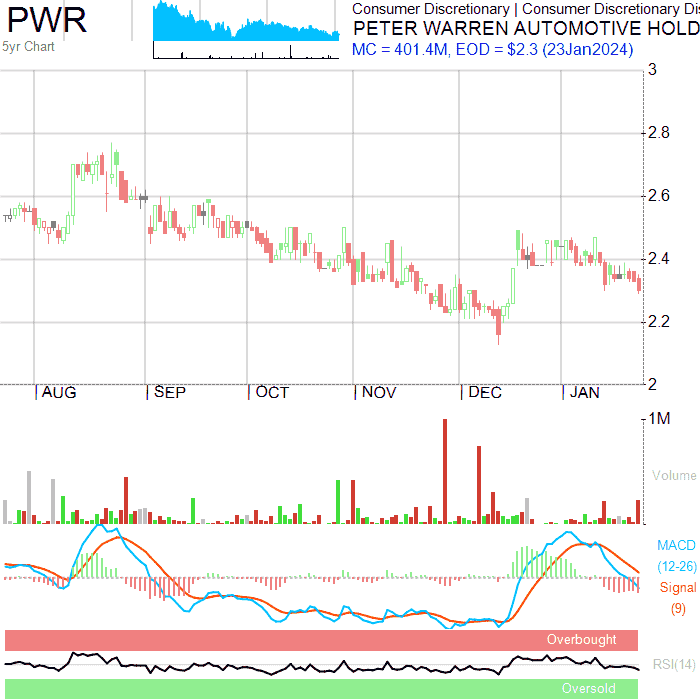 PWR
5yr Chart
Consumer Discretionary | Consumer Discretionary Dis
PETER WARREN AUTOMOTIVE HOLD
MC = 401.4M, EOD = $2.3 (23Jan2024)
3
2.8
2.6
2.4
2.2
2
AUG SEP OCT NOV DEC JAN
1M
Volume
MACD
(12-26)
Signal
(9)
Overbought
RSI(14)
Oversold